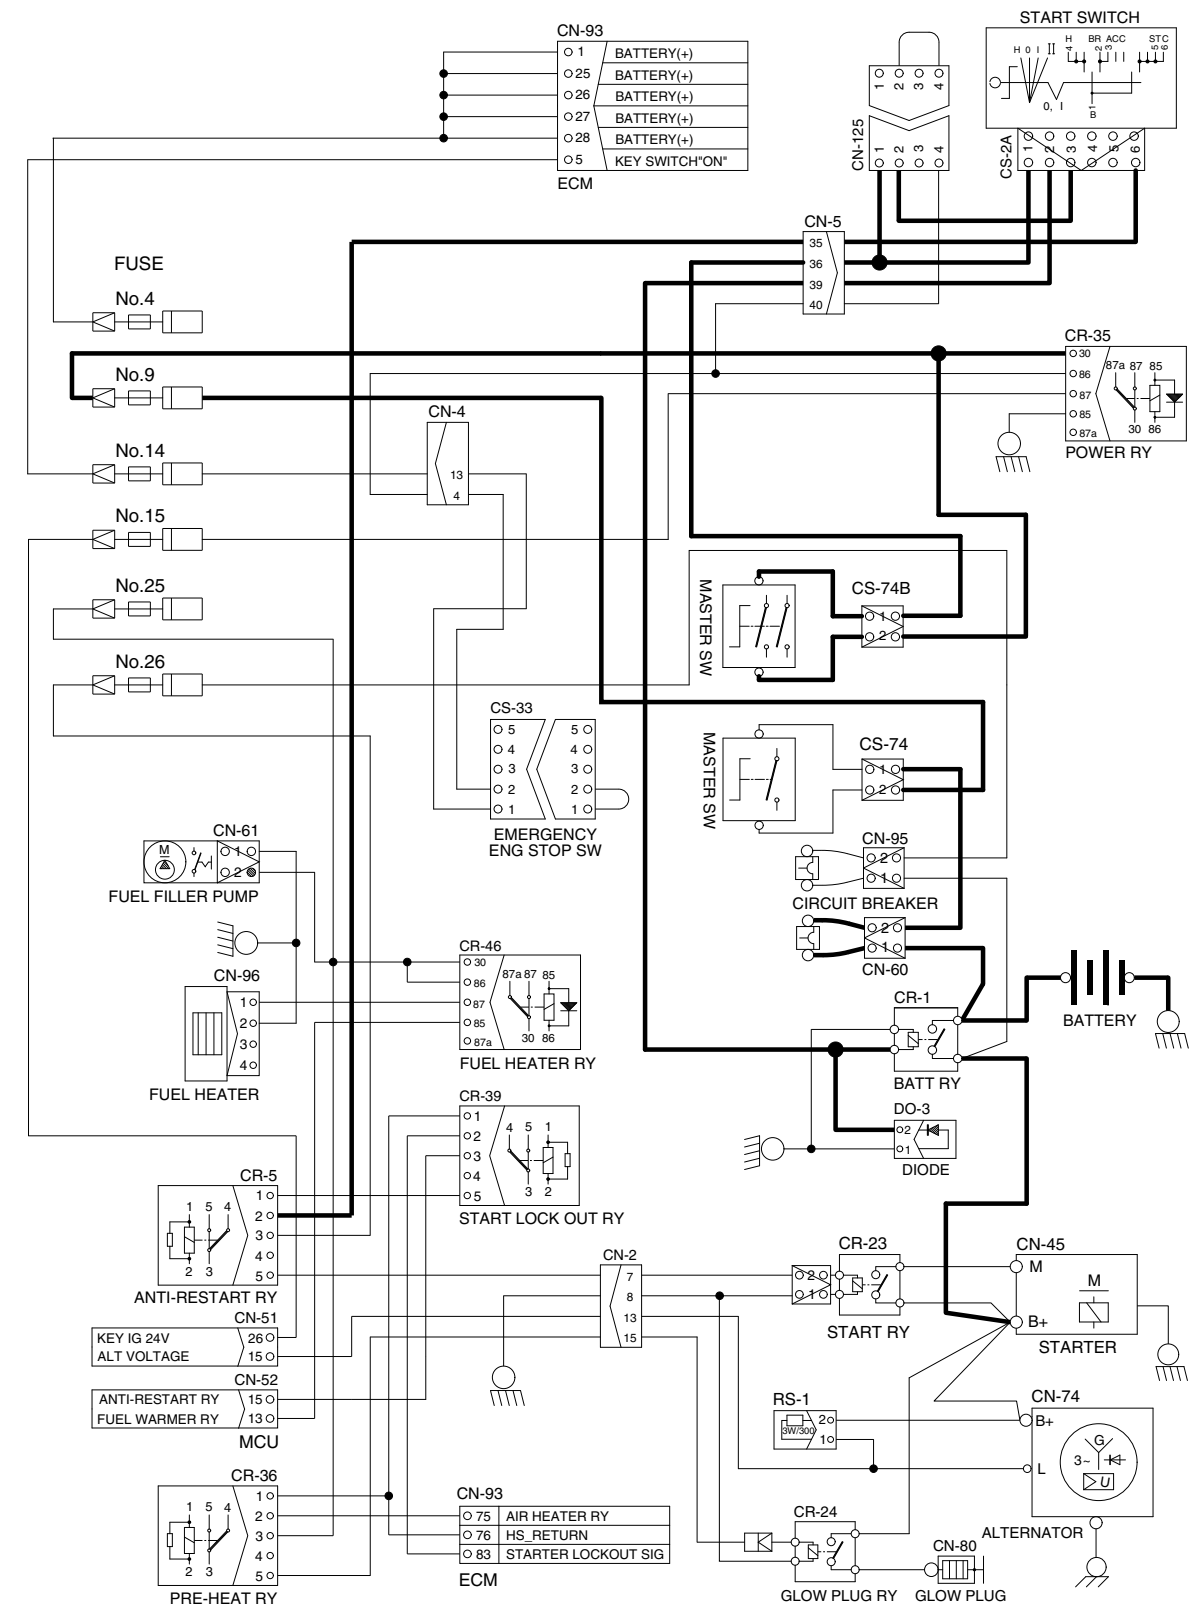 START SWITCH
H 0 I II
H BR ACC ST C
4 2 3 5 6
0, I
1
B
CN-93
1 BATTERY(+)
25 BATTERY(+)
26 BATTERY(+)
27 BATTERY(+)
28 BATTERY(+)
5 KEY SWITCH"ON"
ECM
CN-125
1 2 3 4
1 2 3 4
CS-2A
1 2 3 4 5 6
CN-5
35
36
39
40
FUSE
No.4
No.9
No.14
No.15
No.25
No.26
CR-35
30
86
87
85
87a
87a 87 85
30 86
POWER RY
CN-4
13
4
MASTER SW
CS-74B
1
2
CS-33
5 5
4 4
3 3
2 2
1 1
EMERGENCY
ENG STOP SW
MASTER SW
CS-74
1
2
CN-95
2
1
CIRCUIT BREAKER
2
1
CN-60
CN-61
M
1
2
FUEL FILLER PUMP
CN-96
1
2
3
4
FUEL HEATER
CR-46
30
86
87
85
87a
87a 87 85
30 86
FUEL HEATER RY
CR-1
BATT RY
BATTERY
DO-3
2
1
DIODE
CR-39
1
2
3
4
5
4 5 1
3 2
START LOCK OUT RY
CR-5
1 5 4
2 3
1
2
3
4
5
ANTI-RESTART RY
CN-2
7
8
13
15
CR-23
2
1
START RY
CN-45
M
M
B+
STARTER
CN-51
KEY IG 24V 26
ALT VOLTAGE 15
CN-52
ANTI-RESTART RY 15
FUEL WARMER RY 13
MCU
RS-1
3W/300
2
1
CN-74
B+
L
G
3~
U
ALTERNATOR
CR-36
1 5 4
2 3
1
2
3
4
5
PRE-HEAT RY
CN-93
75 AIR HEATER RY
76 HS_RETURN
83 STARTER LOCKOUT SIG
ECM
CR-24
GLOW PLUG RY
CN-80
GLOW PLUG